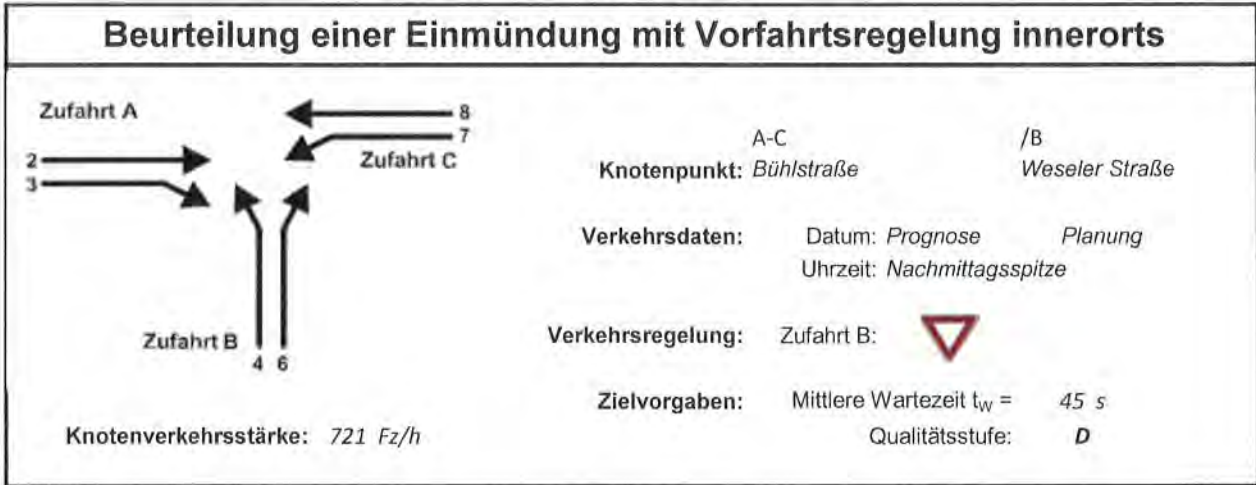 Beurteilung einer Einmündung mit Vorfahrtsregelung innerorts
Zufahrt A
8
7
Zufahrt C
2
3
Zufahrt B
4 6
Knotenverkehrsstärke: 721 Fz/h
A-C /B
Knotenpunkt: Bühlstraße Weseler Straße
Verkehrsdaten: Datum: Prognose Planung
Uhrzeit: Nachmittagsspitze
Verkehrsregelung: Zufahrt B:
Zielvorgaben: Mittlere Wartezeit tW = 45 s
Qualitätsstufe: D